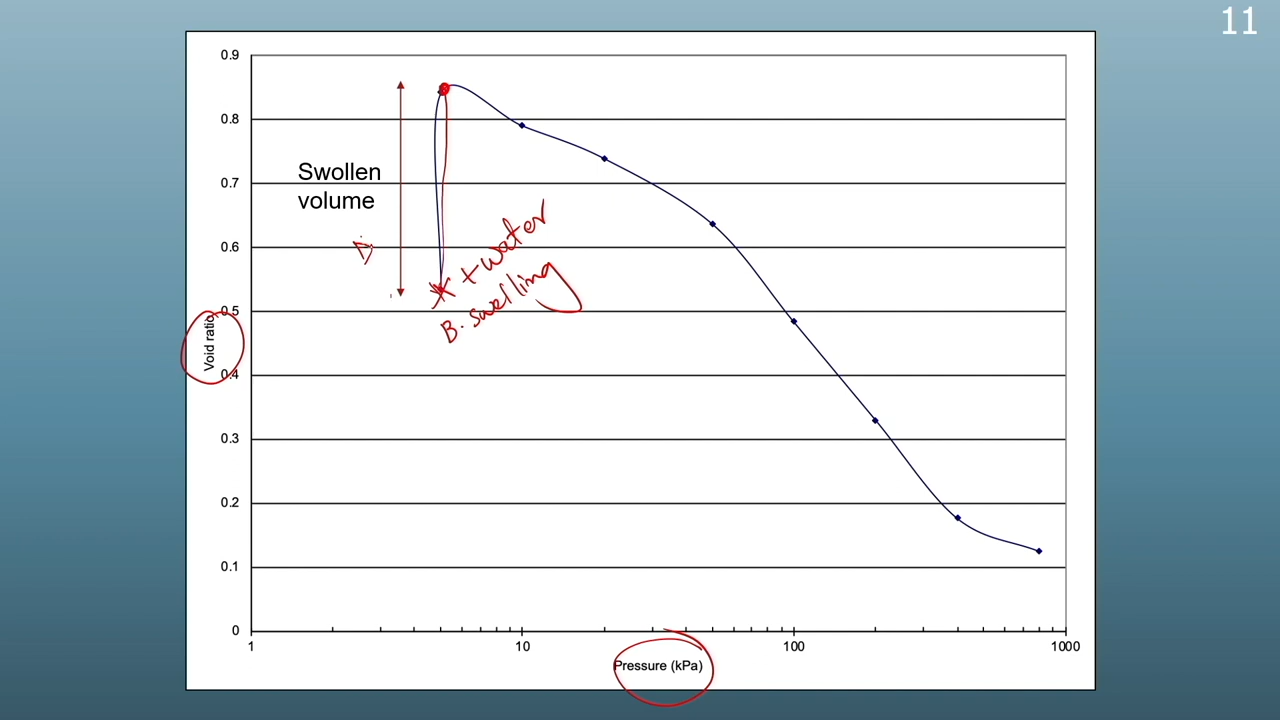 11
0.9
0.8
0.7
0.6
0.5
0.4
0.3
0.2
0.1
0
Void ratio
Swollen
volume
+ water
B. swelling
1
10
100
1000
Pressure (kPa)